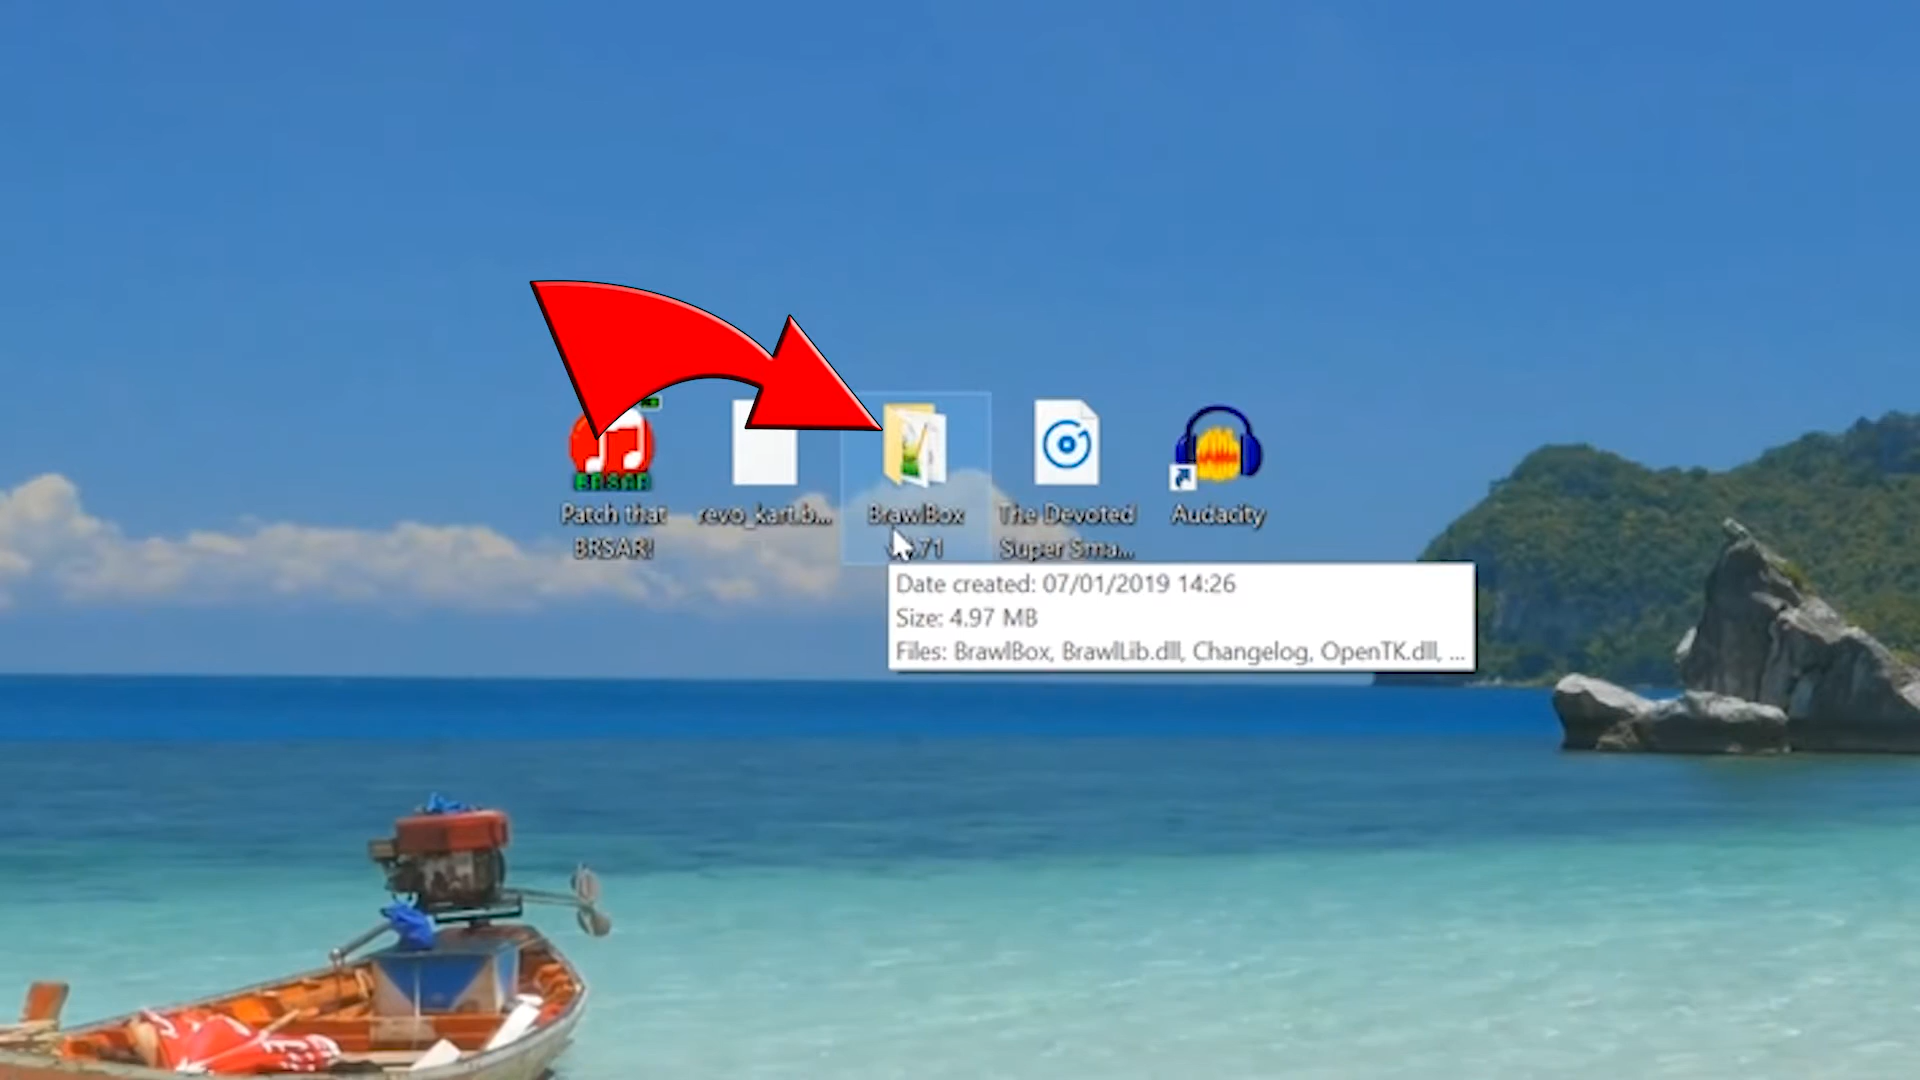 BRSAR
Patch that
BRSAR!
revo_kart.b...
BrawlBox
.71
The Devoted
Super Sma...
Audacity
Date created: 07/01/2019 14:26
Size: 4.97 MB
Files: BrawlBox, BrawlLib.dll, Changelog, OpenTK.dll, ...